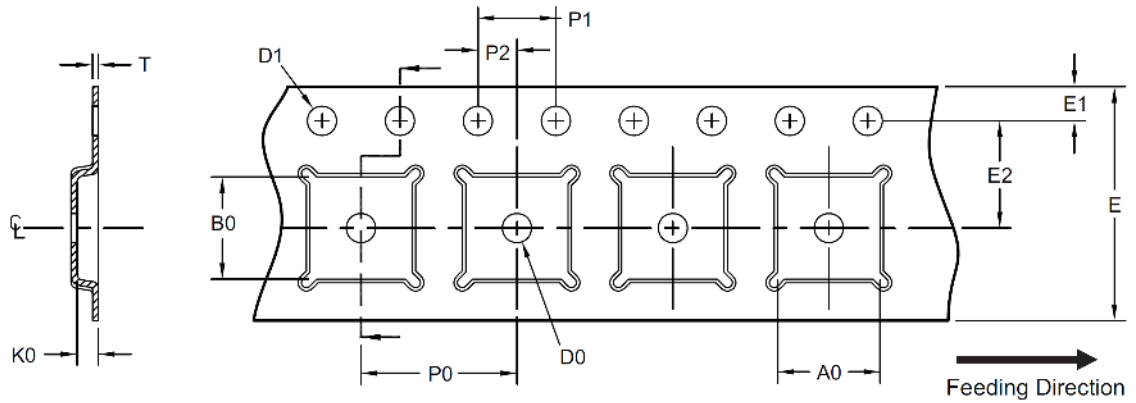 P1
T
D1
P2
E1
E2
B0
E
℄
K0
P0
D0
A0
Feeding Direction